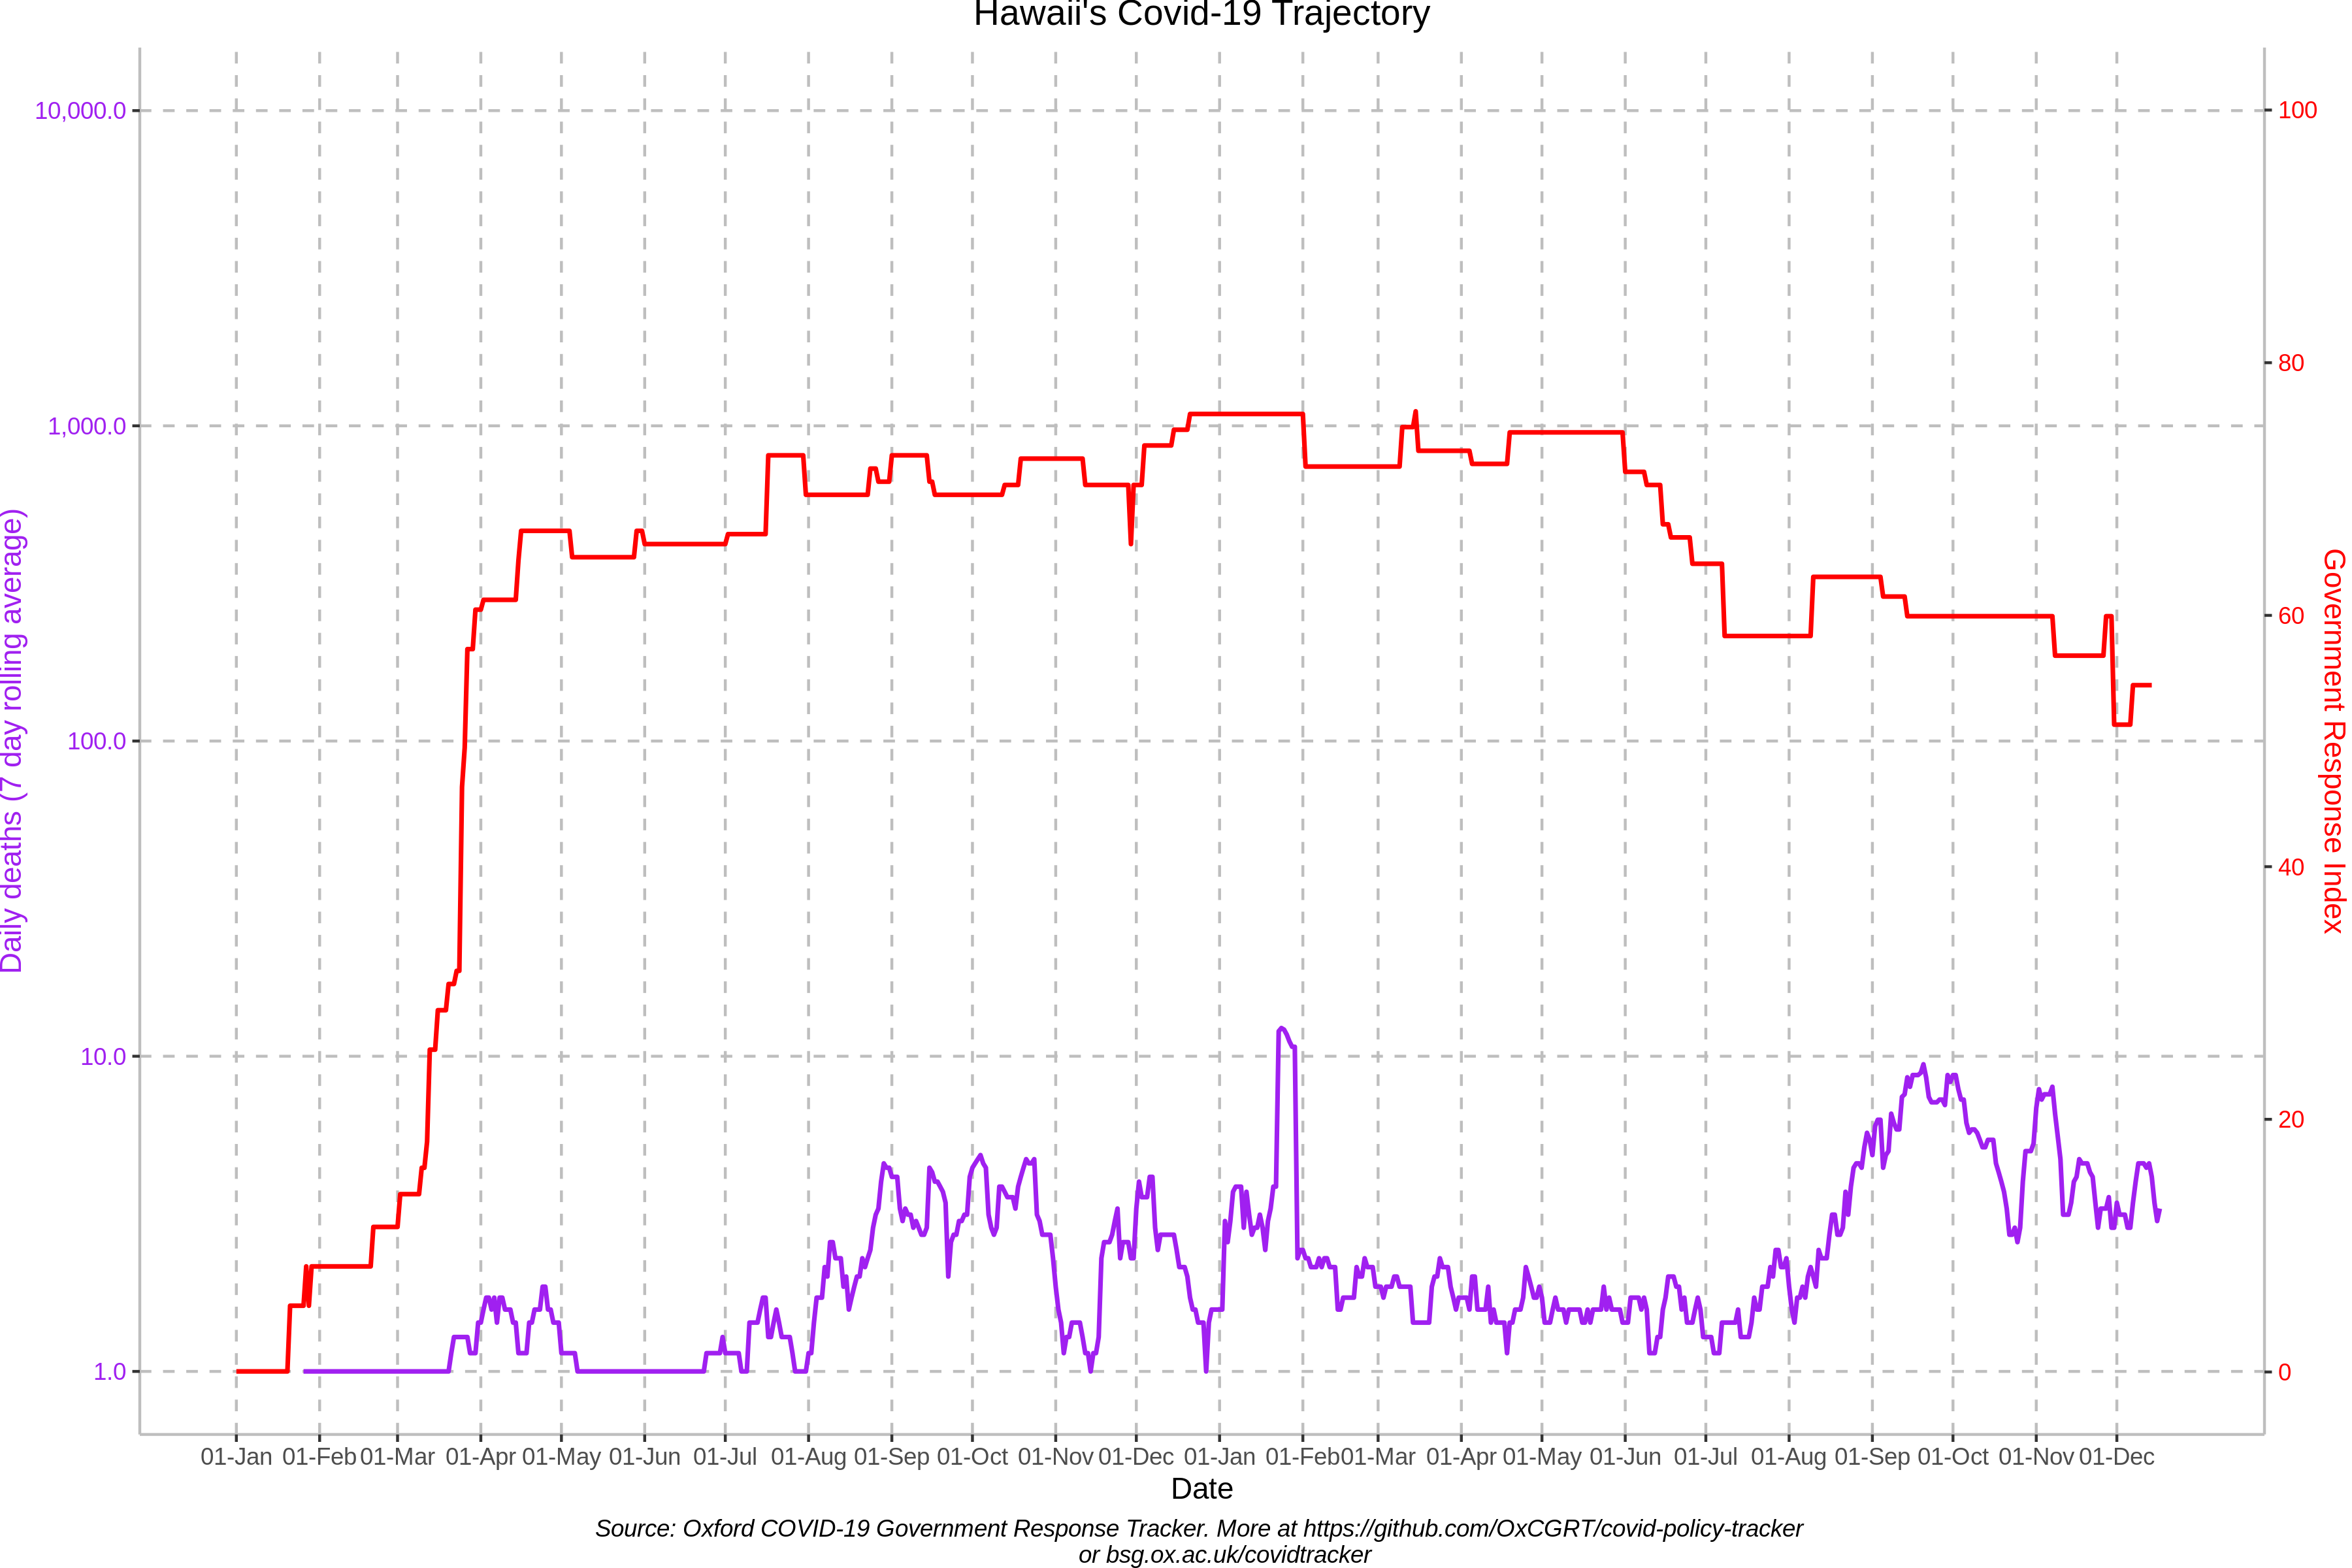 Hawaii's Covid-19 Trajectory
10,000.0
1,000.0
100.0
10.0
1.0
Daily deaths (7 day rolling average)
100
80
60
40
20
0
Government Response Index
01-Jan 01-Feb 01-Mar 01-Apr 01-May 01-Jun 01-Jul 01-Aug 01-Sep 01-Oct 01-Nov 01-Dec 01-Jan 01-Feb 01-Mar 01-Apr 01-May 01-Jun 01-Jul 01-Aug 01-Sep 01-Oct 01-Nov 01-Dec
Date
Source: Oxford COVID-19 Government Response Tracker. More at https://github.com/OxCGRT/covid-policy-tracker
or bsg.ox.ac.uk/covidtracker